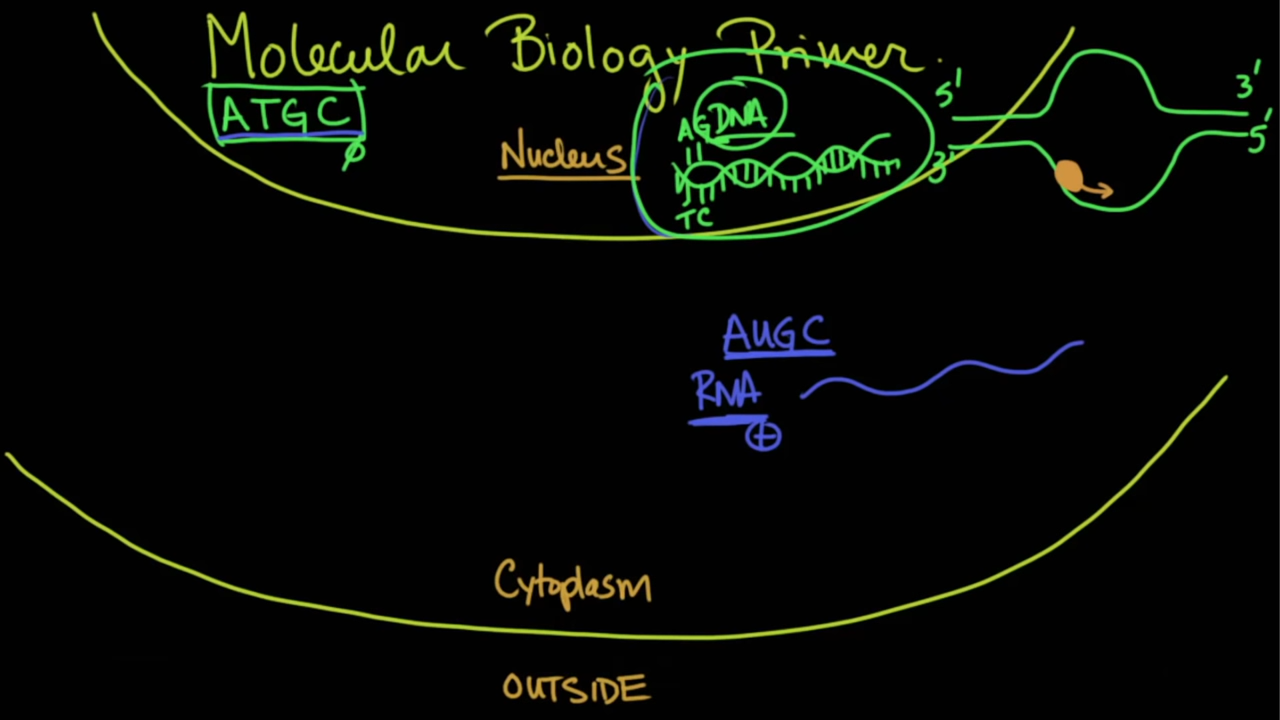 Molecular Biology Primer.
ATGC
Ø
Nucleus
AG DNA
TC
5' 3'
3' 5'
AUGC
RNA
+
Cytoplasm
OUTSIDE